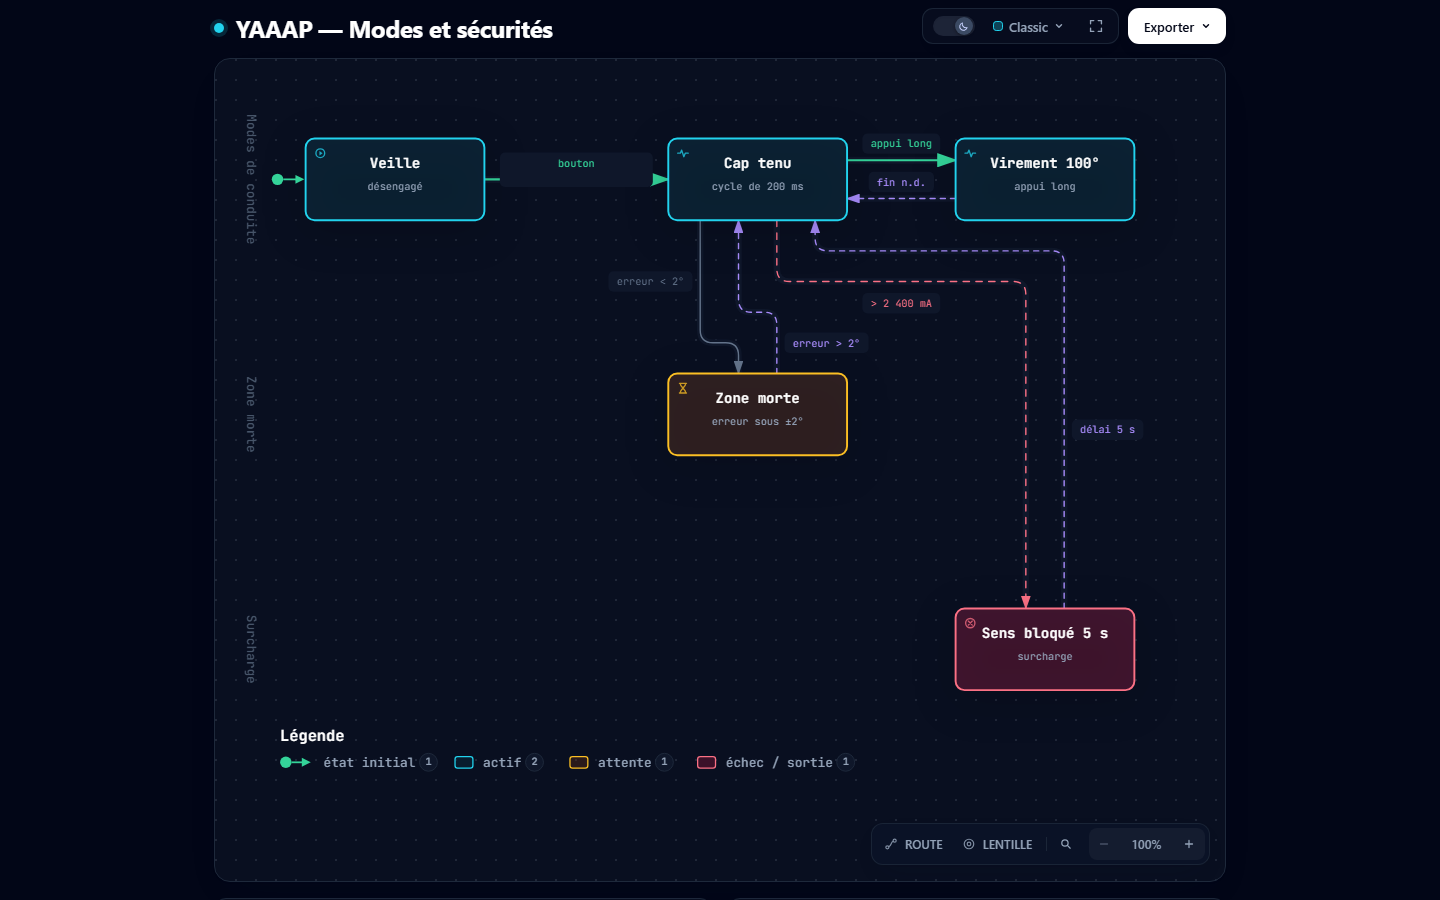 YAAAP — Modes et sécurités
Classic
Exporter
Modes de conduite
Veille
désengagé
bouton
Cap tenu
cycle de 200 ms
appui long
fin n.d.
Virement 100°
appui long
erreur < 2°
> 2 400 mA
erreur > 2°
Zone morte
Zone morte
erreur sous ±2°
délai 5 s
Surcharge
Sens bloqué 5 s
surcharge
Légende
état initial 1 actif 2 attente 1 échec / sortie 1
ROUTE LENTILLE − 100% +